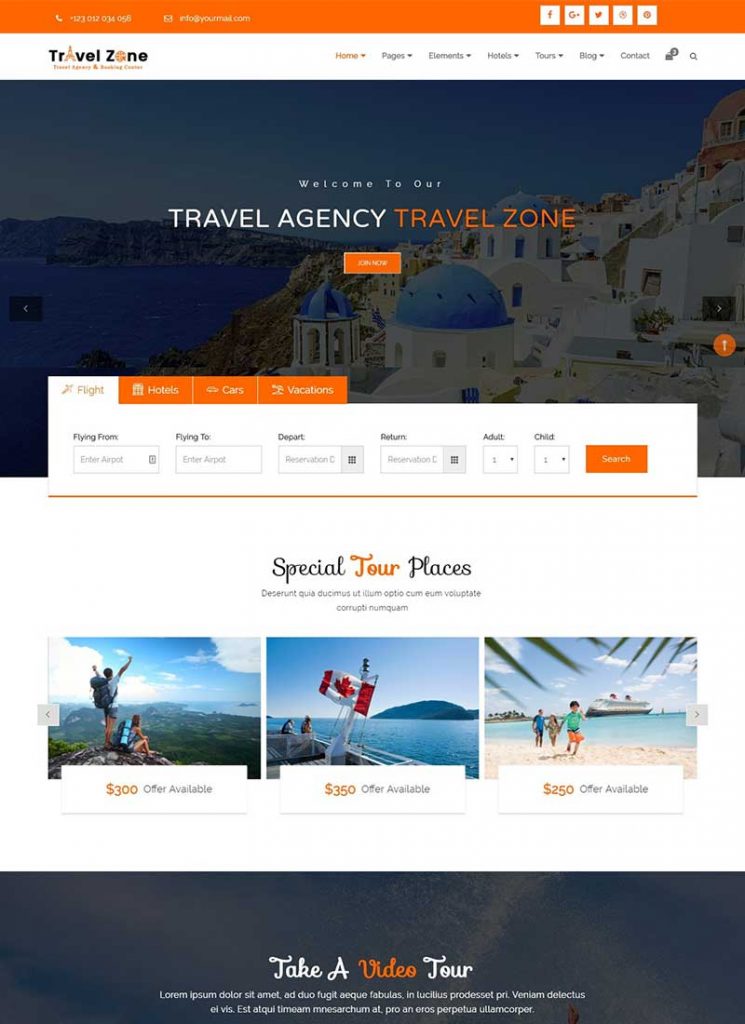 +123 012 034 056 info@yourmail.com
Travel Zone
Travel Agency & Booking Center
Home Pages Elements Hotels Tours Blog Contact 3
Welcome To Our
TRAVEL AGENCY TRAVEL ZONE
JOIN NOW
Flight Hotels Cars Vacations
Flying From: Flying To: Depart: Return: Adult: Child:
Enter Airpot Enter Airpot Reservation D Reservation D 1 1 Search
Special Tour Places
Deserunt quia ducimus ut illum optio cum eum voluptate
corrupti numquam
$300 Offer Available $350 Offer Available $250 Offer Available
Take A Video Tour
Lorem ipsum dolor sit amet, ad duo fugit aeque fabulas, in lucilius prodesset pri. Veniam delectus
ei vis. Est atqui timeam mnesarchum at, pro an eros perpetua ullamcorper.